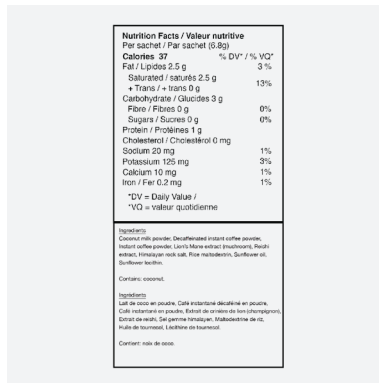 Nutrition Facts / Valeur nutritive
Per sachet / Par sachet (6.8g)
Calories 37 % DV* / % VQ*
Fat / Lipides 2.5 g 3 %
Saturated / saturés 2.5 g
+ Trans / + trans 0 g 13%
Carbohydrate / Glucides 3 g
Fibre / Fibres 0 g 0%
Sugars / Sucres 0 g 0%
Protein / Protéines 1 g
Cholesterol / Cholestérol 0 mg
Sodium 20 mg 1%
Potassium 125 mg 3%
Calcium 10 mg 1%
Iron / Fer 0.2 mg 1%
*DV = Daily Value /
*VQ = valeur quotidienne
Ingredients
Coconut milk powder, Decaffeinated instant coffee powder,
Instant coffee powder, Lion's Mane extract (mushroom), Reishi
extract, Himalayan rock salt, Rice maltodextrin, Sunflower oil,
Sunflower lecithin.
Contains: coconut.
Ingrédients
Lait de coco en poudre, Café instantané décaféiné en poudre,
Café instantané en poudre, Extrait de crinière de lion (champignon),
Extrait de reishi, Sel gemme himalayen, Maltodextrine de riz,
Huile de tournesol, Lécithine de tournesol.
Contient: noix de coco.